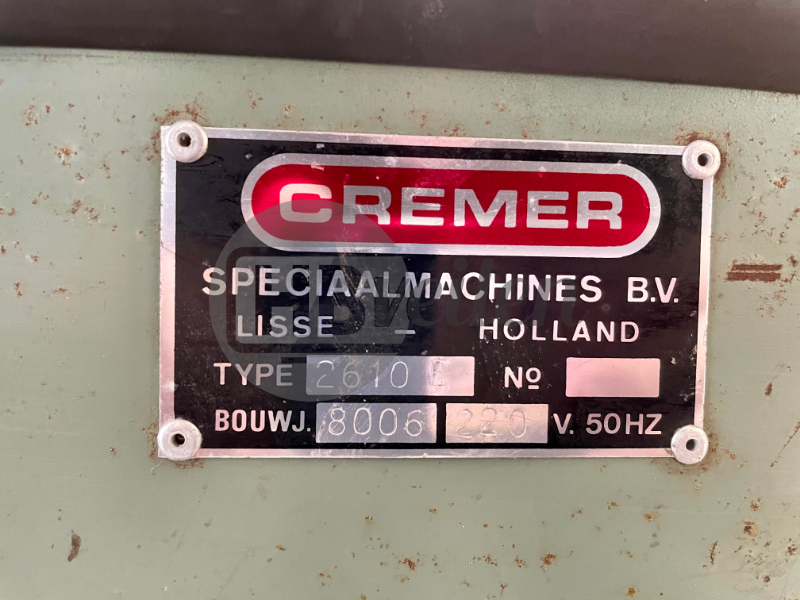 CREMER
SPECIAALMACHINES B.V.
LISSE – HOLLAND
TYPE 2610 E No
BOUWJ. 8006 220 V. 50HZ